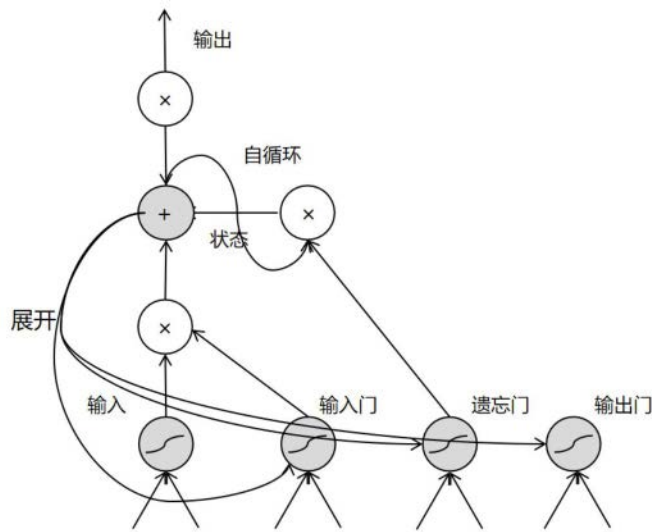 输出
×
自循环
+
×
状态
展开
×
输入
输入门
遗忘门
输出门